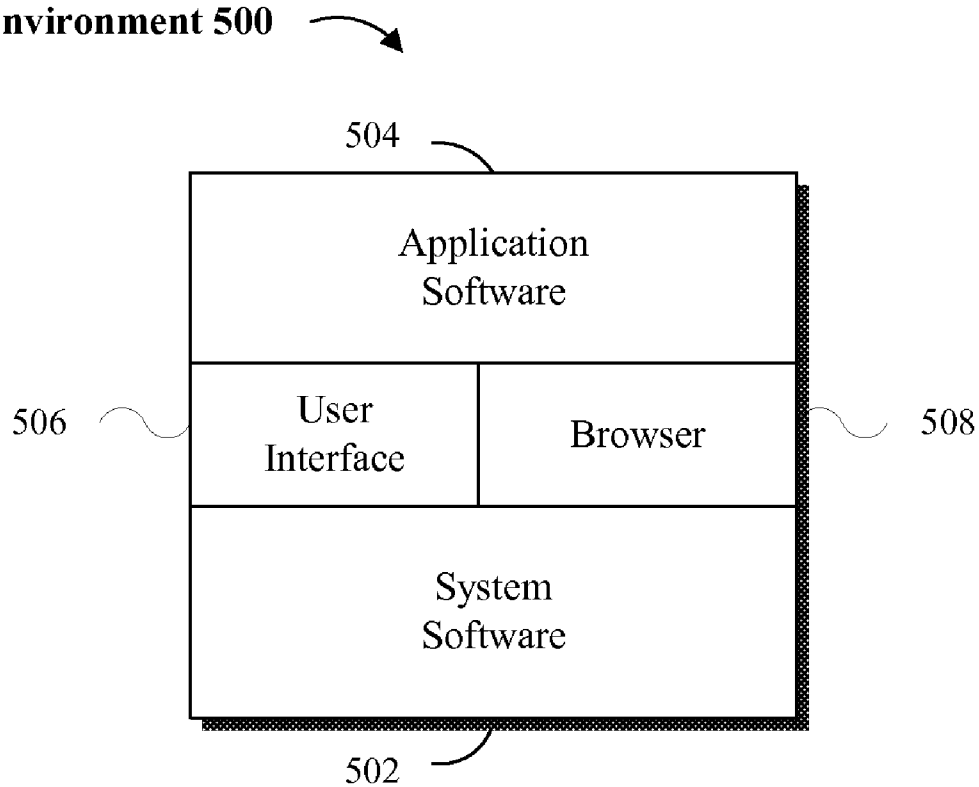 nvironment 500
504
Application
Software
506
User
Interface
Browser
508
System
Software
502